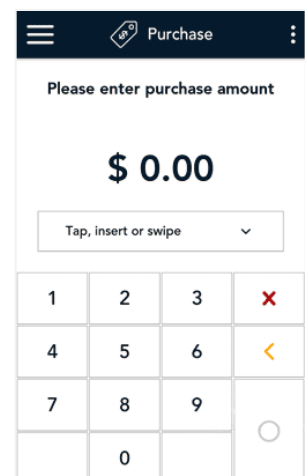 Purchase
Please enter purchase amount
$ 0.00
Tap, insert or swipe
1 2 3
4 5 6
7 8 9
0